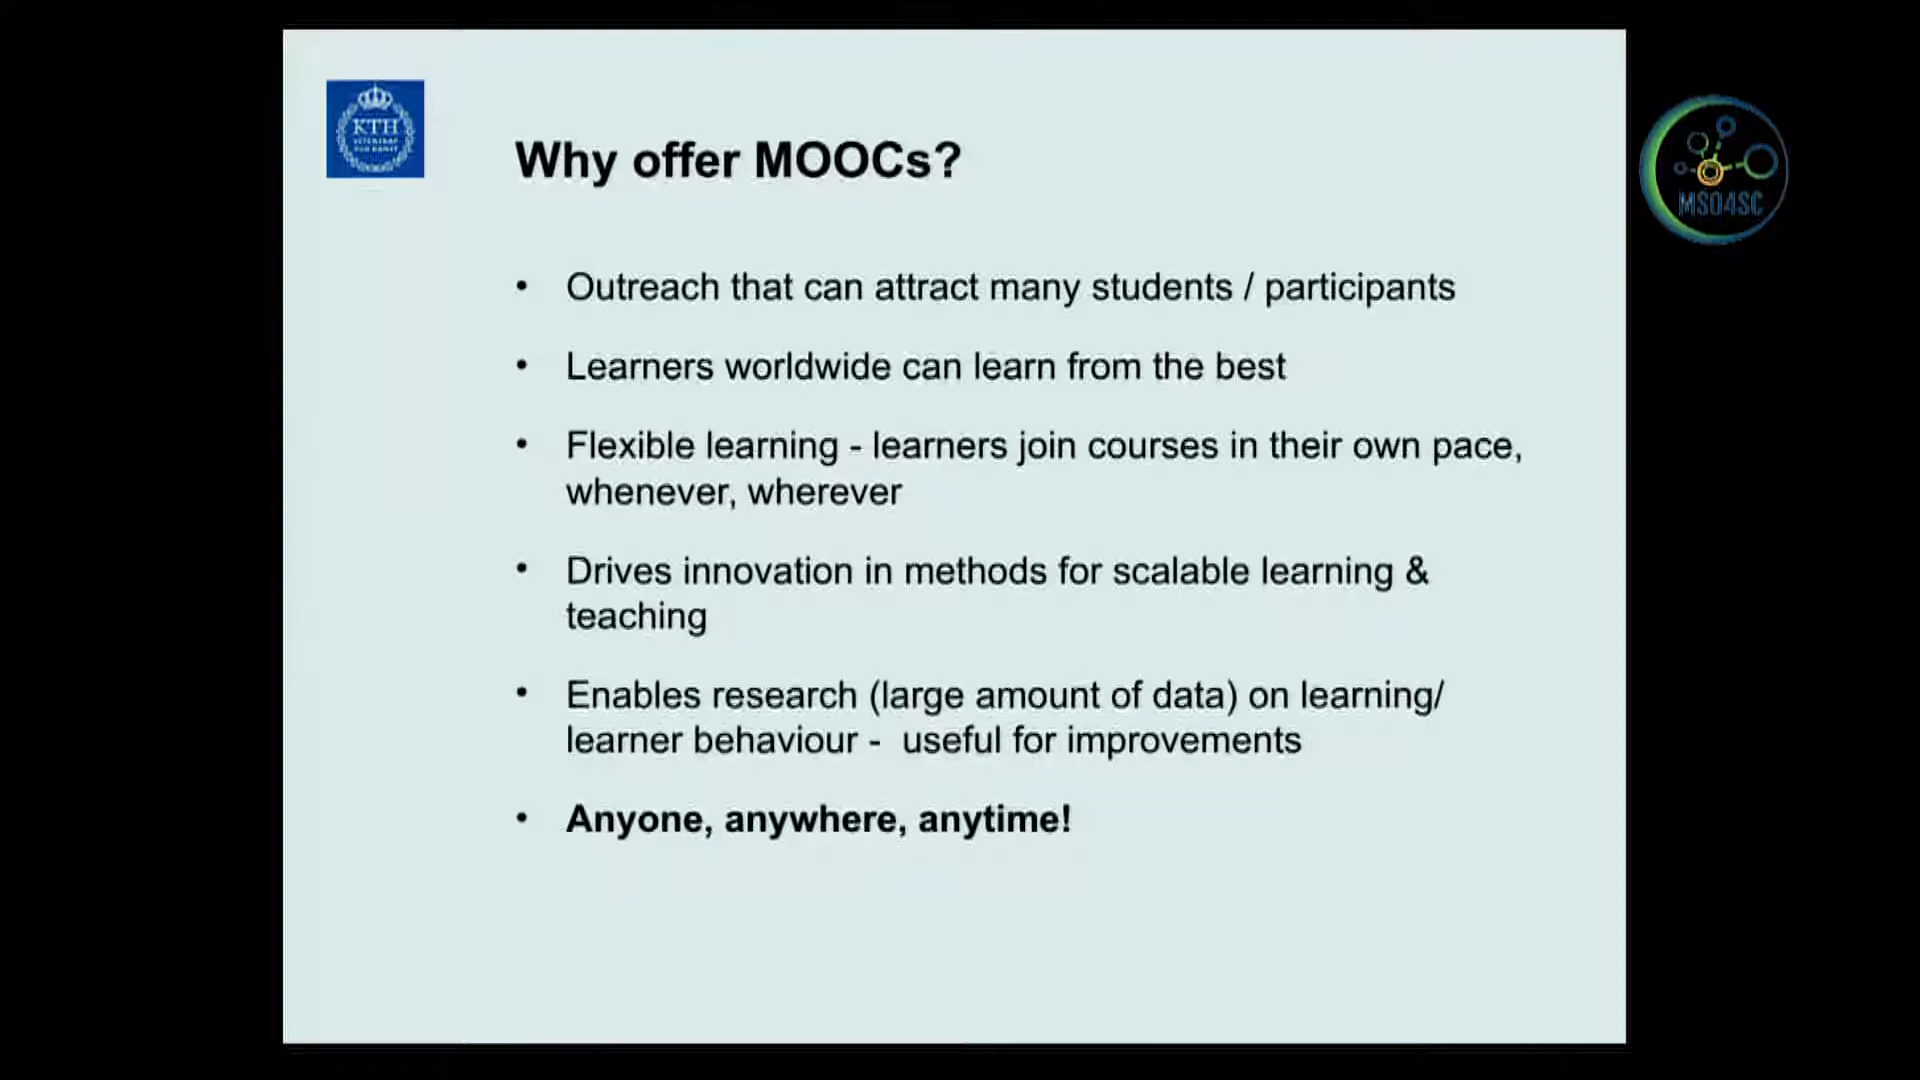 KTH
Why offer MOOCs?
MSO4SC
• Outreach that can attract many students / participants
• Learners worldwide can learn from the best
• Flexible learning - learners join courses in their own pace,
whenever, wherever
• Drives innovation in methods for scalable learning &
teaching
• Enables research (large amount of data) on learning/
learner behaviour - useful for improvements
• Anyone, anywhere, anytime!